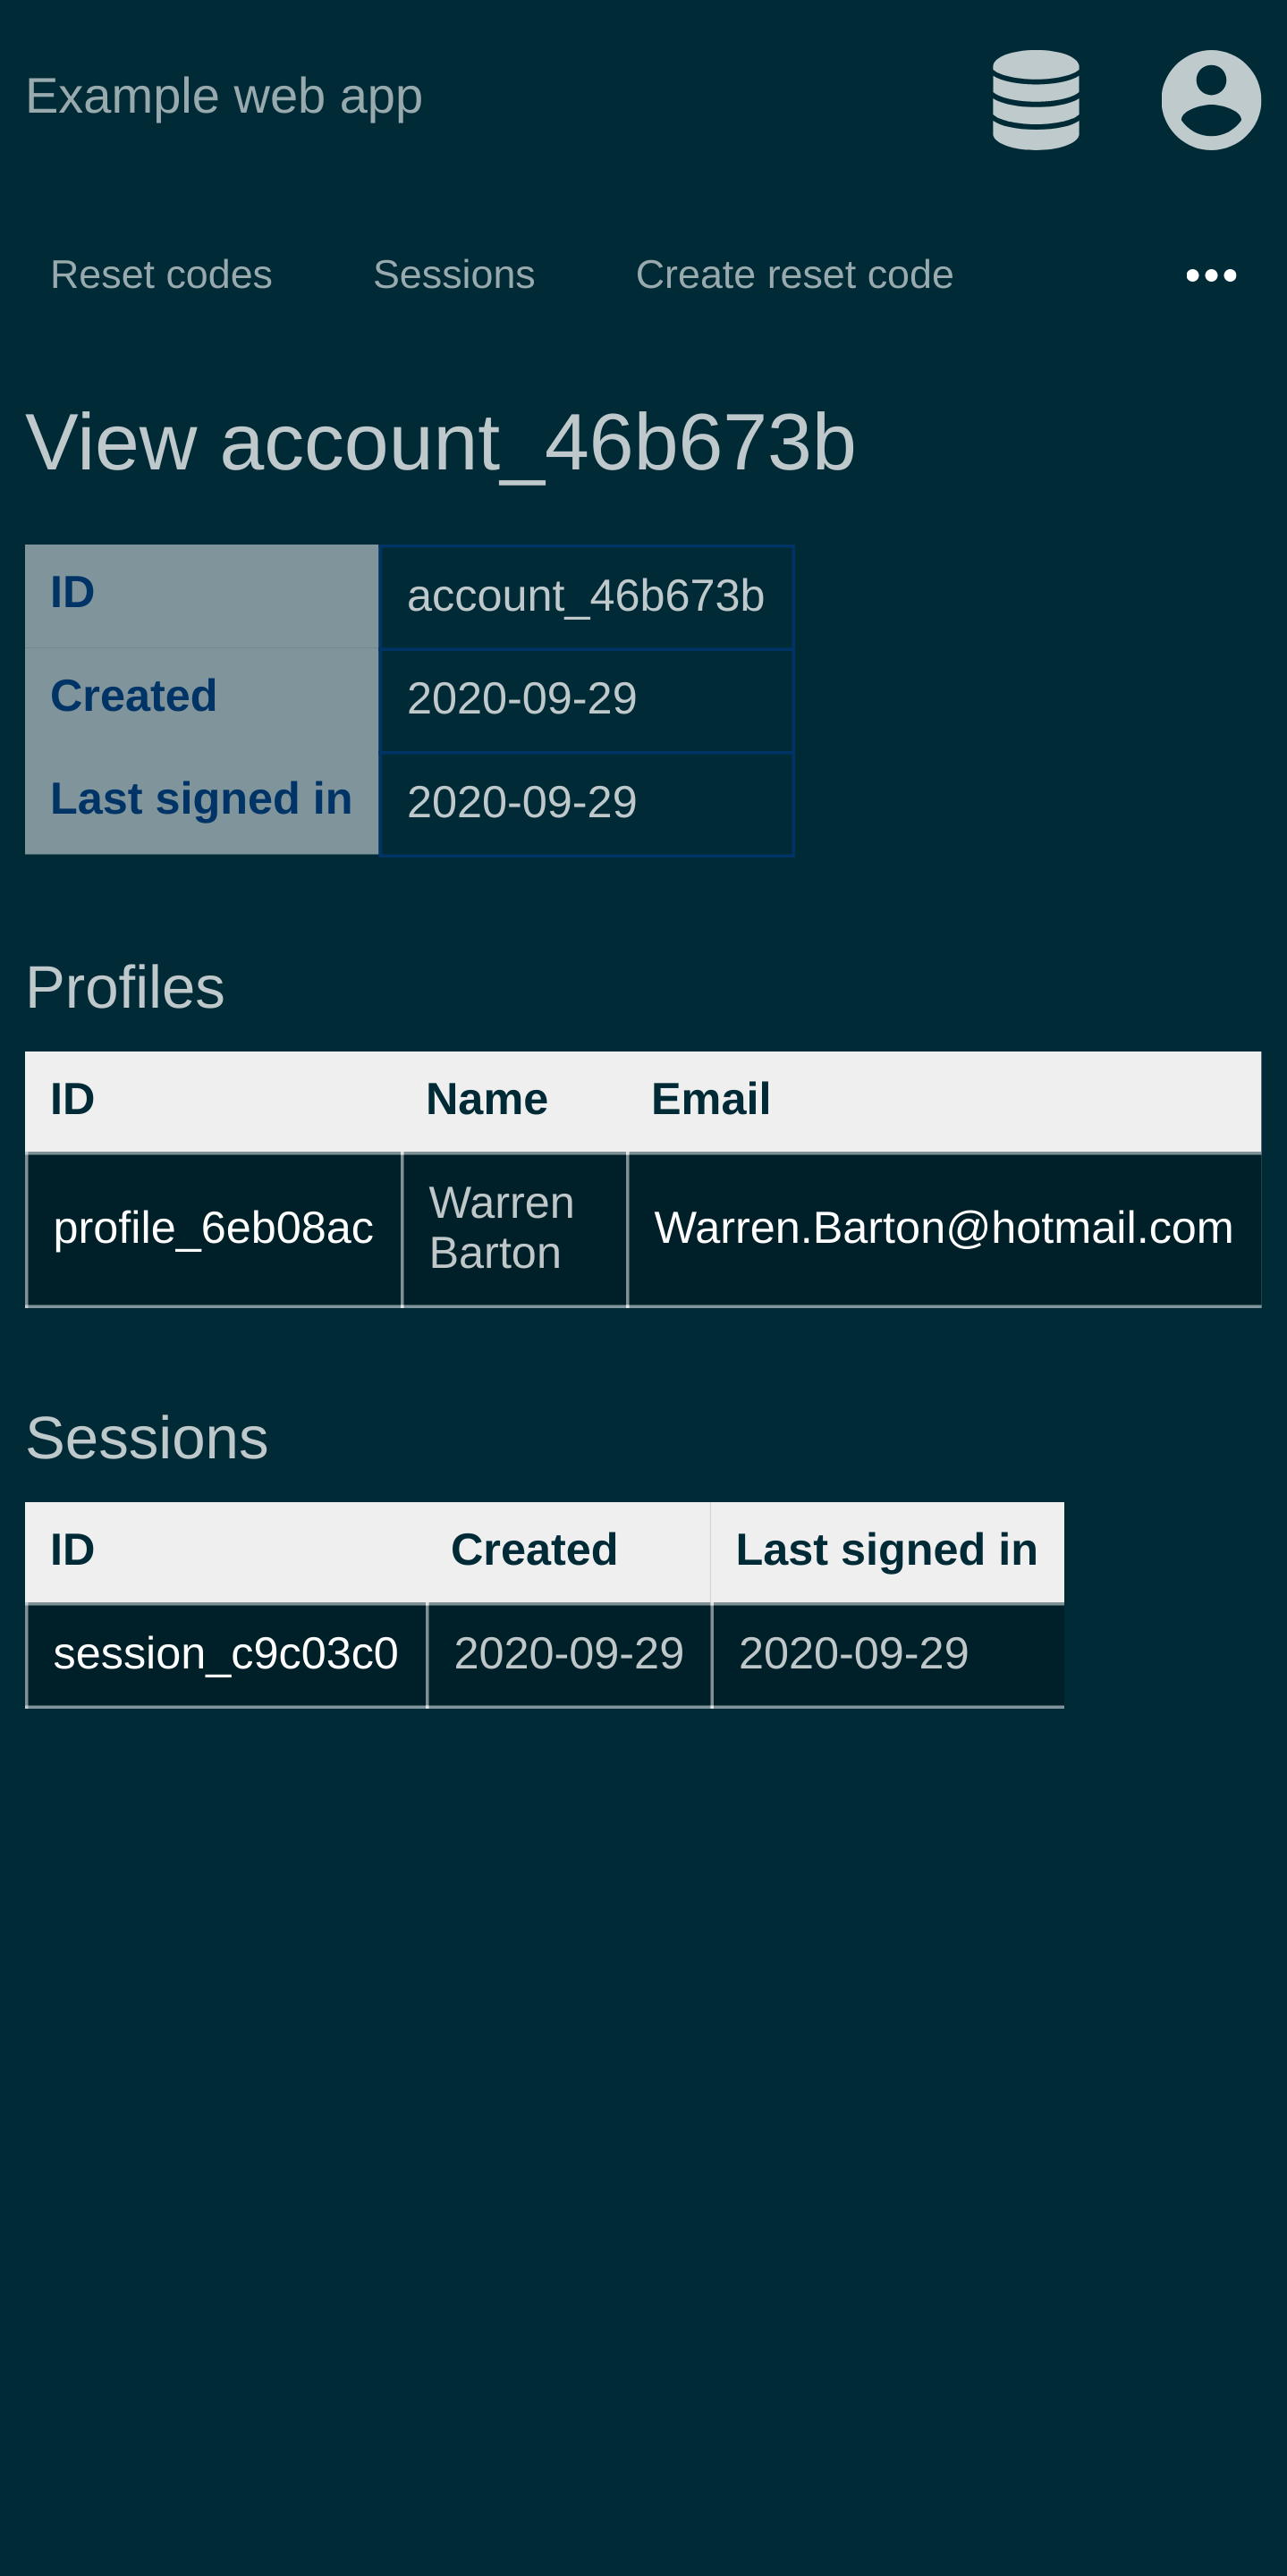 Example web app
Reset codes Sessions Create reset code
View account_46b673b
ID account_46b673b
Created 2020-09-29
Last signed in 2020-09-29
Profiles
ID Name Email
profile_6eb08ac Warren Barton Warren.Barton@hotmail.com
Sessions
ID Created Last signed in
session_c9c03c0 2020-09-29 2020-09-29